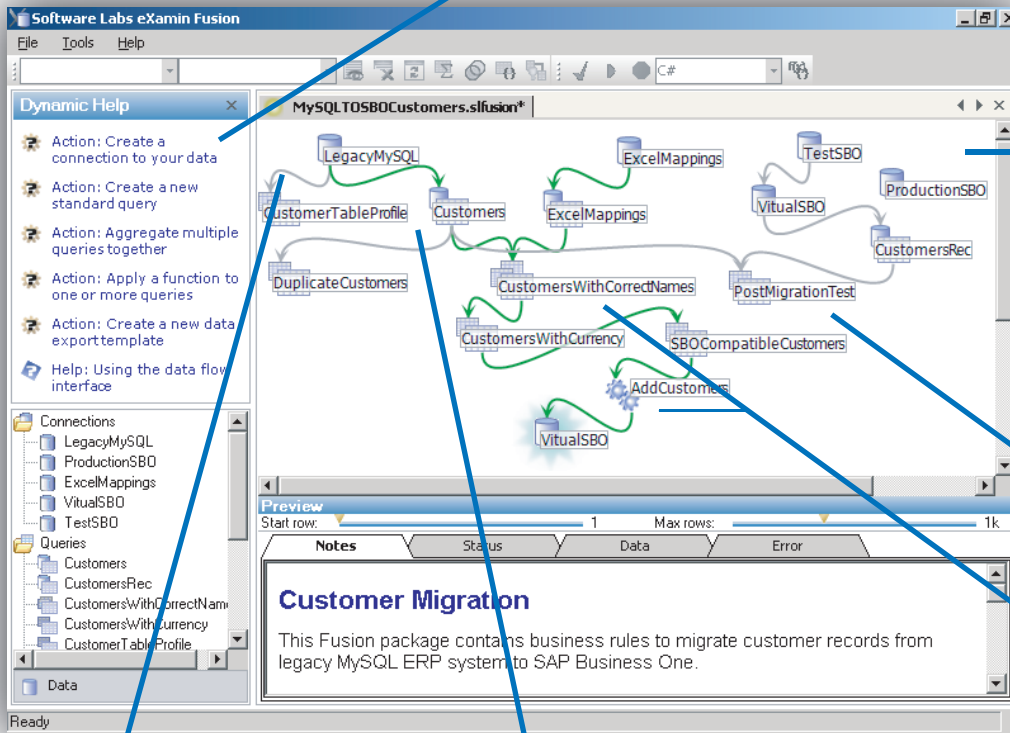 Software Labs eXamin Fusion
File Tools Help
C#
Dynamic Help
Action: Create a
connection to your data
Action: Create a new
standard query
Action: Aggregate multiple
queries together
Action: Apply a function to
one or more queries
Action: Create a new data
export template
Help: Using the data flow
interface
Connections
LegacyMySQL
ProductionSBO
ExcelMappings
VitualSBO
TestSBO
Queries
Customers
CustomersRec
CustomersWithCorrectNam
CustomersWithCurrency
CustomerTableProfile
Data
Ready
MySQLTOSBOCustomers.slfusion*
LegacyMySQL
ExcelMappings
TestSBO
ProductionSBO
CustomerTableProfile
Customers
ExcelMappings
VitualSBO
CustomersRec
DuplicateCustomers
CustomersWithCorrectNames
PostMigrationTest
CustomersWithCurrency
SBOCompatibleCustomers
AddCustomers
VitualSBO
Preview
Start row: 1 Max rows: 1k
Notes Status Data Error
Customer Migration
This Fusion package contains business rules to migrate customer records from
legacy MySQL ERP system to SAP Business One.